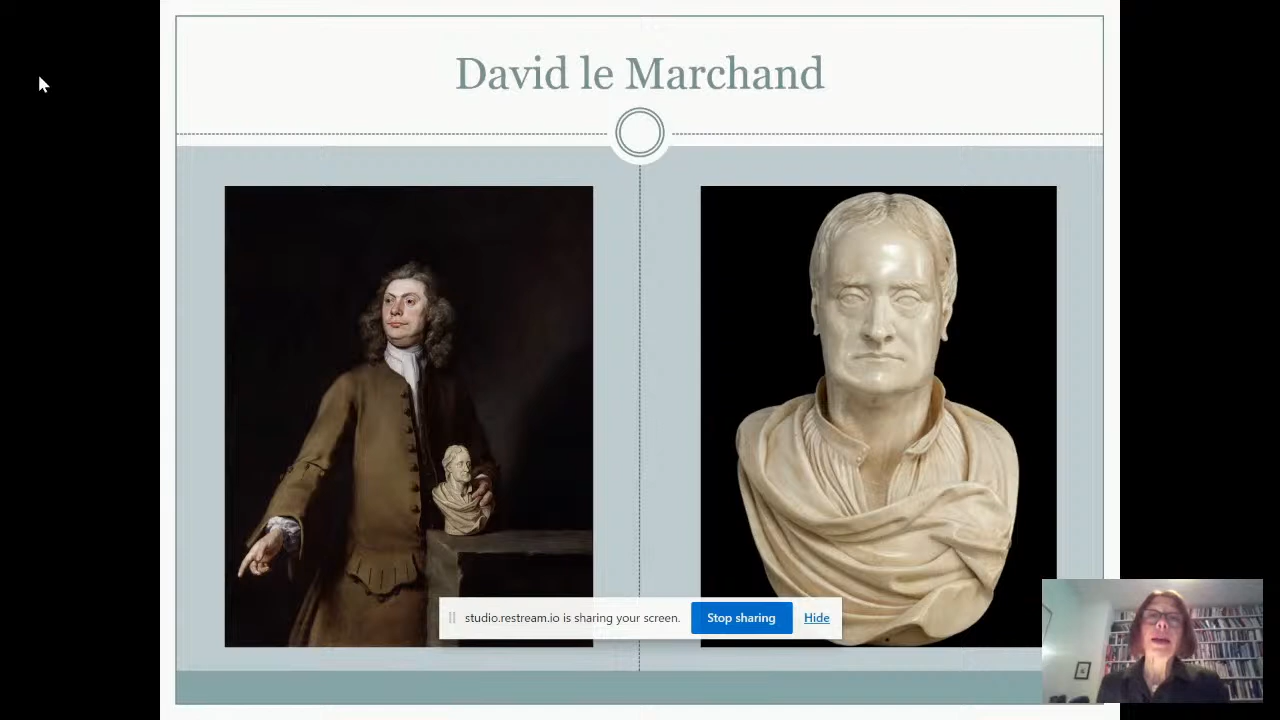 David le Marchand
studio.restream.io is sharing your screen. Stop sharing Hide